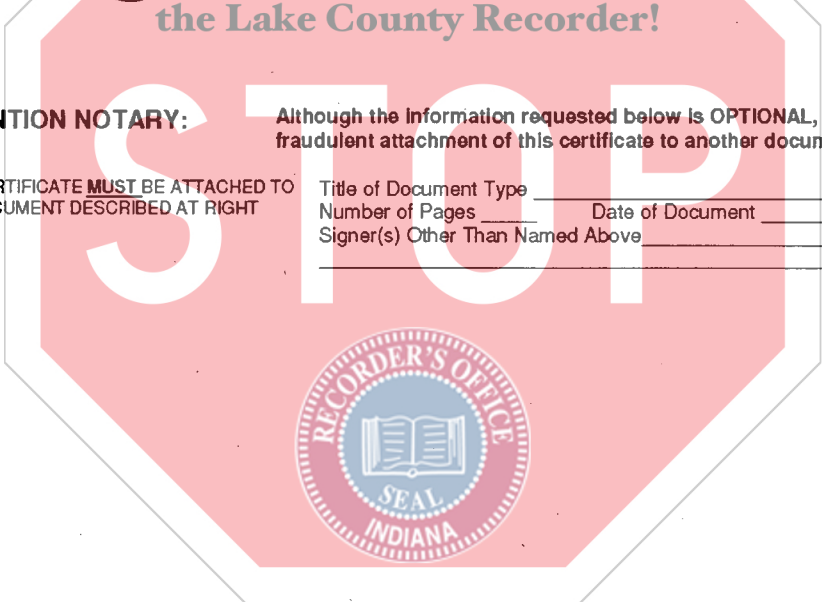 the Lake County Recorder!
STOP
NTION NOTARY:
Although the information requested below is OPTIONAL,
fraudulent attachment of this certificate to another docum
RTIFICATE MUST BE ATTACHED TO
CUMENT DESCRIBED AT RIGHT
Title of Document Type
Number of Pages
Date of Document
Signer(s) Other Than Named Above
RECORDER'S OFFICE
SEAL
INDIANA